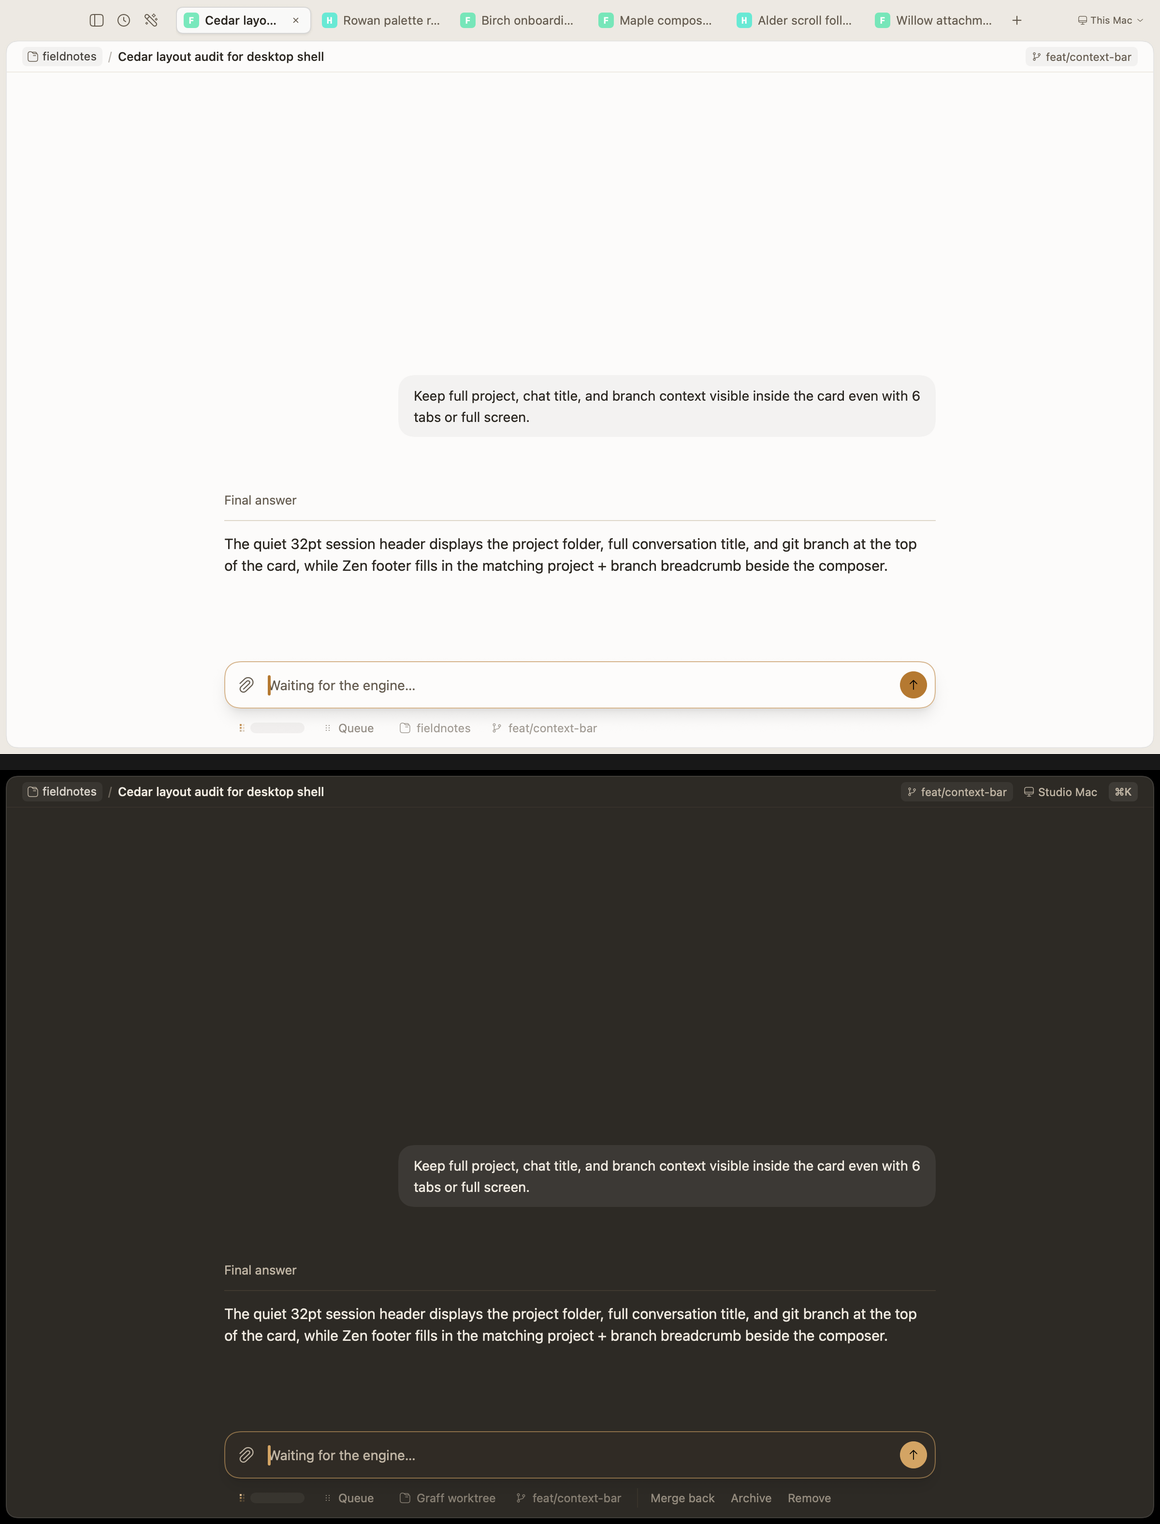 F Cedar layo... × H Rowan palette r... F Birch onboardi... F Maple compos... H Alder scroll foll... F Willow attachm... + This Mac
fieldnotes / Cedar layout audit for desktop shell feat/context-bar
Keep full project, chat title, and branch context visible inside the card even with 6
tabs or full screen.
Final answer
The quiet 32pt session header displays the project folder, full conversation title, and git branch at the top
of the card, while Zen footer fills in the matching project + branch breadcrumb beside the composer.
Waiting for the engine...
Queue fieldnotes feat/context-bar
fieldnotes / Cedar layout audit for desktop shell feat/context-bar Studio Mac ⌘K
Keep full project, chat title, and branch context visible inside the card even with 6
tabs or full screen.
Final answer
The quiet 32pt session header displays the project folder, full conversation title, and git branch at the top
of the card, while Zen footer fills in the matching project + branch breadcrumb beside the composer.
Waiting for the engine...
Queue Graff worktree feat/context-bar Merge back Archive Remove